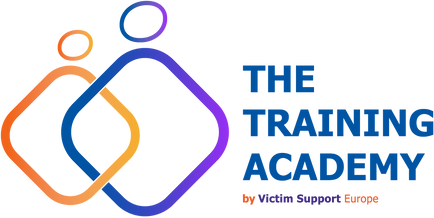 THE
TRAINING
ACADEMY
by Victim Support Europe